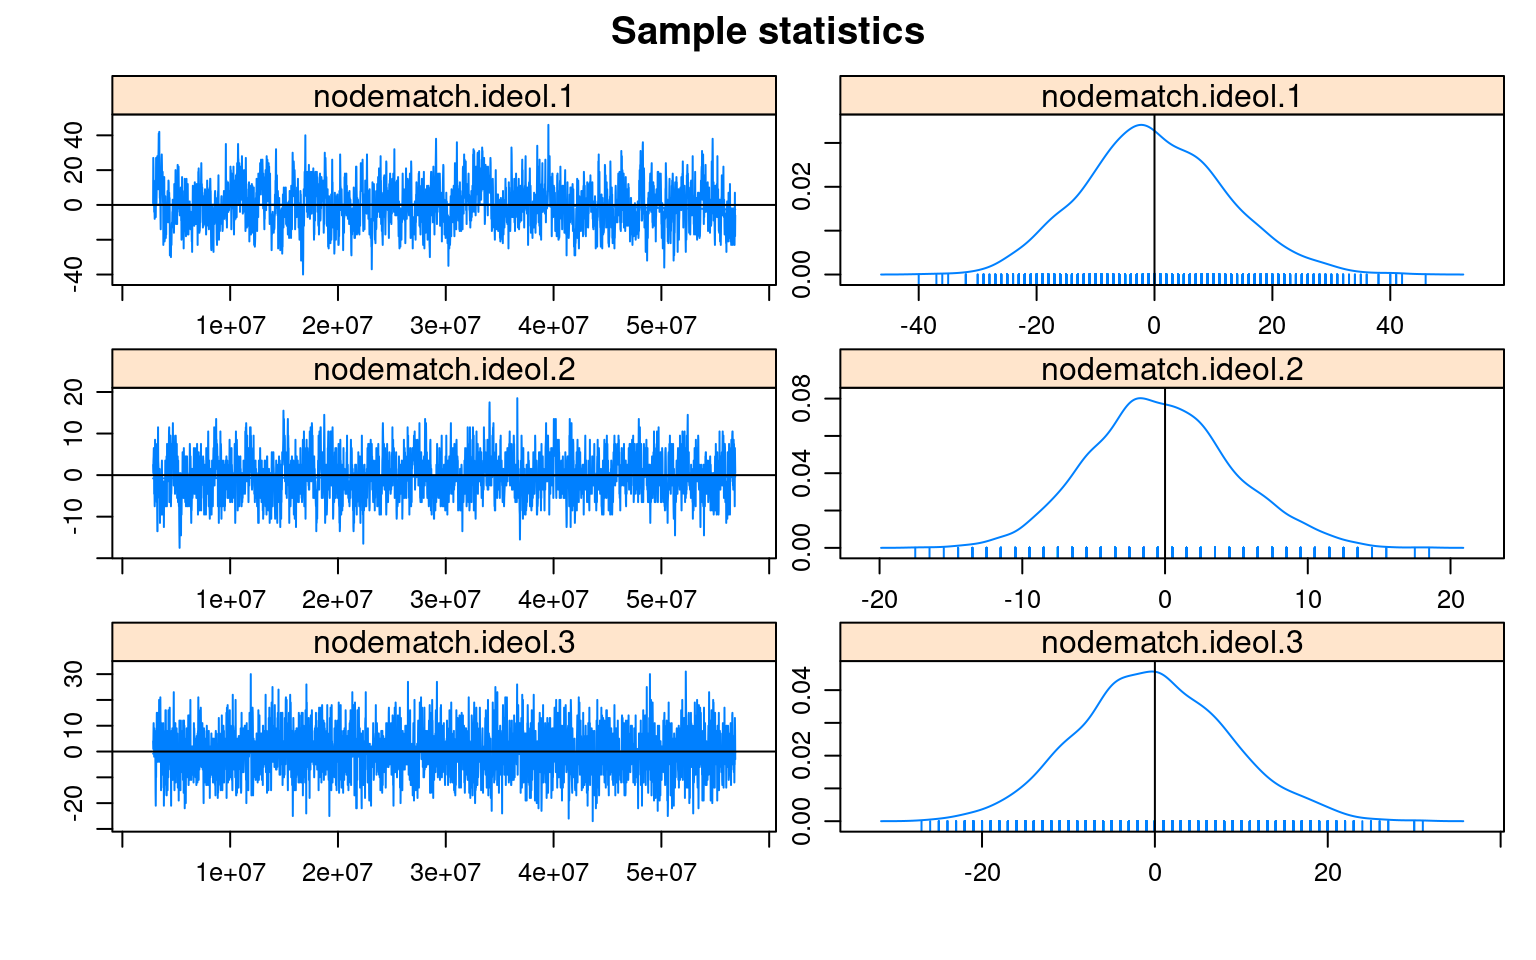 Sample statistics
nodematch.ideol.1
nodematch.ideol.1
-40 0 20 40
0.00 0.02
1e+07 2e+07 3e+07 4e+07 5e+07
-40 -20 0 20 40
nodematch.ideol.2
nodematch.ideol.2
-10 0 10 20
0.00 0.04 0.08
1e+07 2e+07 3e+07 4e+07 5e+07
-20 -10 0 10 20
nodematch.ideol.3
nodematch.ideol.3
-20 0 10 30
0.00 0.02 0.04
1e+07 2e+07 3e+07 4e+07 5e+07
-20 0 20